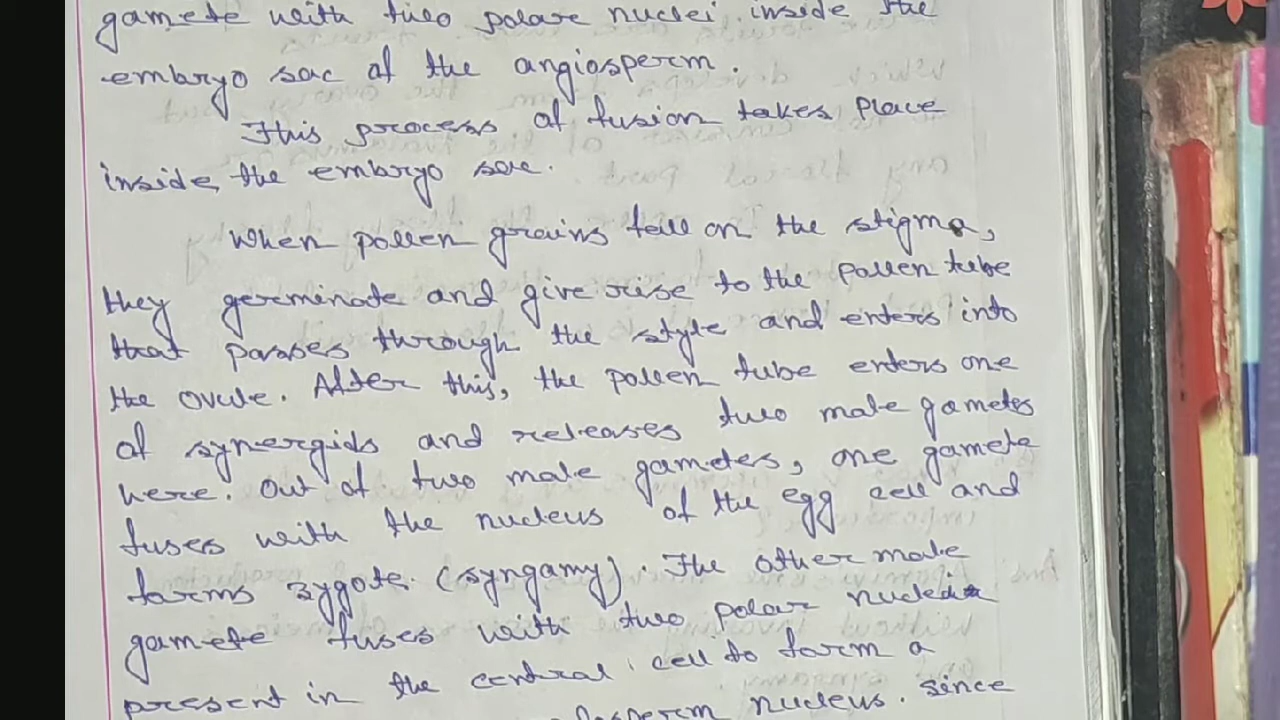 gamete with two polar nuclei inside the
embryo sac of the angiosperm.
This process of fusion takes place
inside, the embryo sac.
When pollen grains fall on the stigma,
they germinate and give rise to the pollen tube
that passes through the style and enters into
the ovule. After this, the pollen tube enters one
of synergids and releases two male gametes
here. Out of two male gametes, one gamete
fuses with the nucleus of the egg cell and
forms zygote (syngamy). The other male
gamete fuses with two polar nuclei
present in the central cell to form a
nucleus. Since